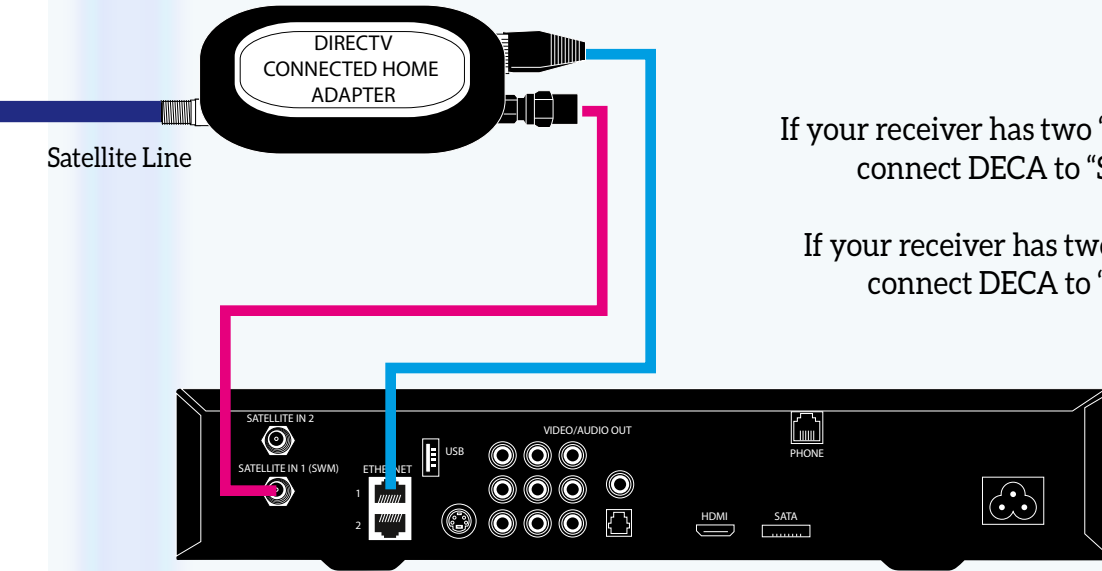 DIRECTV
CONNECTED HOME
ADAPTER
Satellite Line
If your receiver has two “
connect DECA to “S
If your receiver has two
connect DECA to “
SATELLITE IN 2
SATELLITE IN 1 (SWM)
ETHERNET
1
2
USB
VIDEO/AUDIO OUT
PHONE
HDMI
SATA